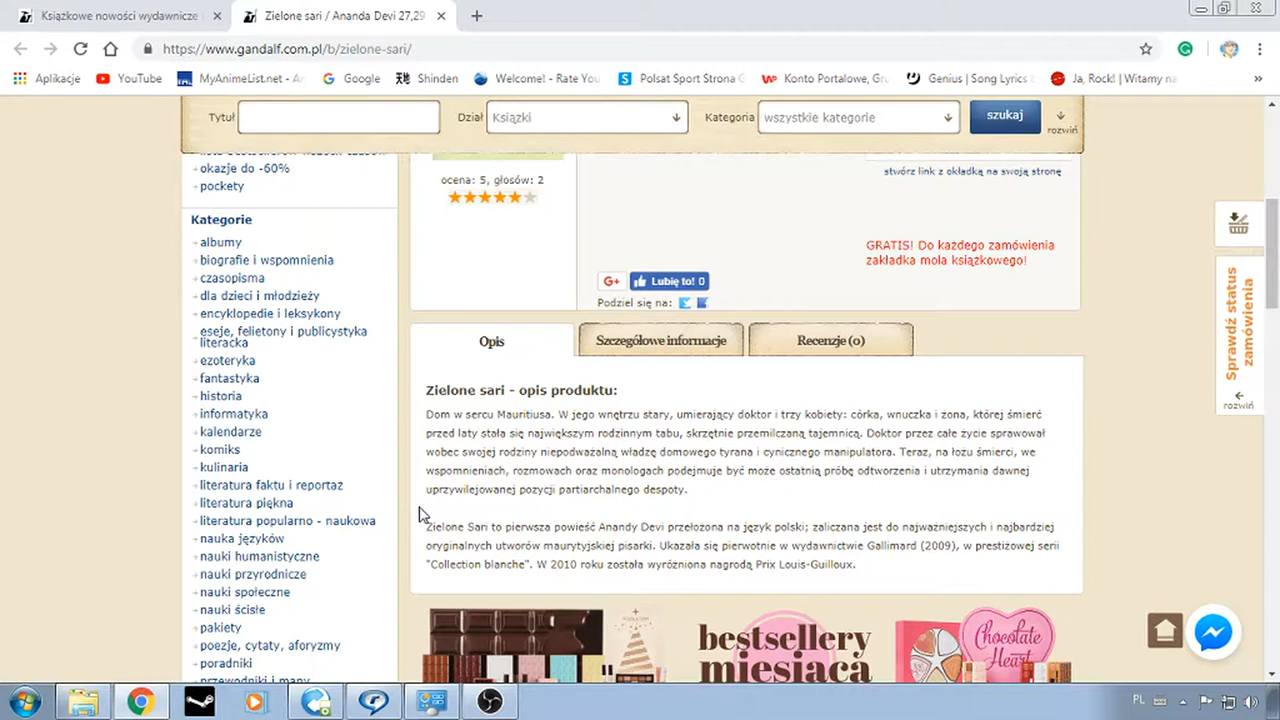 Książkowe nowości wydawnicze
Zielone sari / Ananda Devi 27,29
https://www.gandalf.com.pl/b/zielone-sari/
Aplikacje
YouTube
MyAnimeList.net - An
Google
Shinden
Welcome! - Rate You
Polsat Sport Strona G
Konto Portalowe, Gru
Genius | Song Lyrics
Ja, Rock! | Witamy na
»
Tytuł
Dział
Książki
Kategoria
wszystkie kategorie
szukaj
rozwiń
okazje do -60%
pockety
Kategorie
albumy
biografie i wspomnienia
czasopisma
dla dzieci i młodzieży
encyklopedie i leksykony
eseje, felietony i publicystyka
literacka
ezoteryka
fantastyka
historia
informatyka
kalendarze
komiks
kulinaria
literatura faktu i reportaż
literatura piękna
literatura popularno - naukowa
nauka języków
nauki humanistyczne
nauki przyrodnicze
nauki społeczne
nauki ścisłe
pakiety
poezje, cytaty, aforyzmy
poradniki
przewodniki i mapy
ocena: 5, głosów: 2
stwórz link z okładką na swoją stronę
GRATIS! Do każdego zamówienia
zakładka mola książkowego!
G+
Lubię to! 0
Podziel się na:
Opis
Szczegółowe informacje
Recenzje (0)
Zielone sari - opis produktu:
Dom w sercu Mauritiusa. W jego wnętrzu stary, umierający doktor i trzy kobiety: córka, wnuczka i żona, której śmierć
przed laty stała się największym rodzinnym tabu, skrzętnie przemilczaną tajemnicą. Doktor przez całe życie sprawował
wobec swojej rodziny niepodważalną władzę domowego tyrana i cynicznego manipulatora. Teraz, na łożu śmierci, we
wspomnieniach, rozmowach oraz monologach podejmuje być może ostatnią próbę odtworzenia i utrzymania dawnej
uprzywilejowanej pozycji partiarchalnego despoty.
Zielone Sari to pierwsza powieść Anandy Devi przełożona na język polski; zaliczana jest do najważniejszych i najbardziej
oryginalnych utworów maurytyjskiej pisarki. Ukazała się pierwotnie w wydawnictwie Gallimard (2009), w prestiżowej serii
"Collection blanche". W 2010 roku została wyróżniona nagrodą Prix Louis-Guilloux.
bestsellery
miesiąca
Chocolate
Heart
Sprawdź status
zamówienia
rozwiń
PL